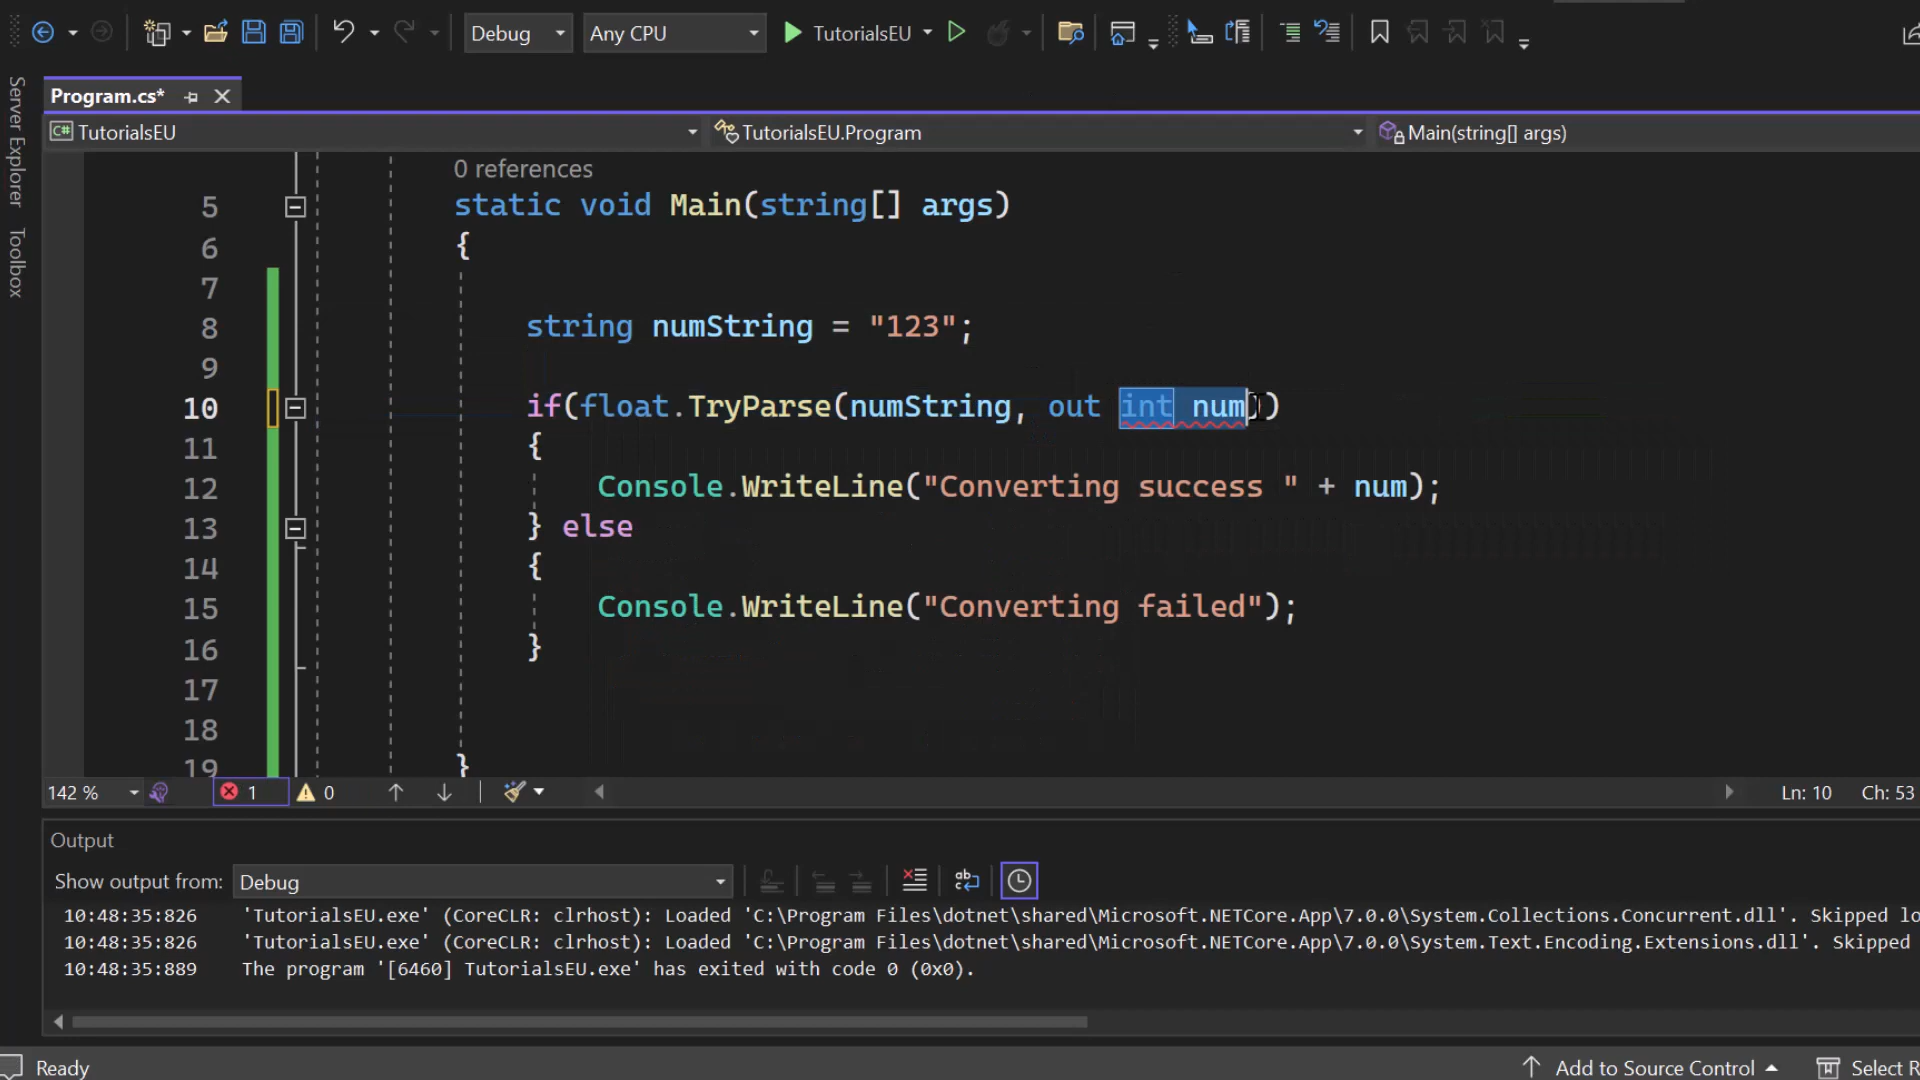 Debug Any CPU TutorialsEU
Server Explorer
Toolbox
Program.cs*
TutorialsEU TutorialsEU.Program Main(string[] args)
0 references
5 static void Main(string[] args)
6 {
7
8 string numString = "123";
9
10 if(float.TryParse(numString, out int num))
11 {
12 Console.WriteLine("Converting success " + num);
13 } else
14 {
15 Console.WriteLine("Converting failed");
16 }
17
18
19 }
142 % 1 0 Ln: 10 Ch: 53
Output
Show output from: Debug
10:48:35:826 'TutorialsEU.exe' (CoreCLR: clrhost): Loaded 'C:\Program Files\dotnet\shared\Microsoft.NETCore.App\7.0.0\System.Collections.Concurrent.dll'. Skipped lo
10:48:35:826 'TutorialsEU.exe' (CoreCLR: clrhost): Loaded 'C:\Program Files\dotnet\shared\Microsoft.NETCore.App\7.0.0\System.Text.Encoding.Extensions.dll'. Skipped
10:48:35:889 The program '[6460] TutorialsEU.exe' has exited with code 0 (0x0).
Ready Add to Source Control Select R